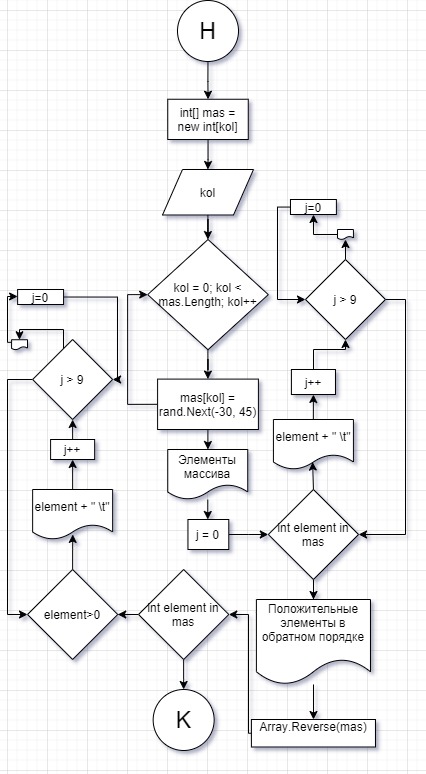 Н
int[] mas =
new int[kol]
kol
kol = 0; kol <
mas.Length; kol++
mas[kol] =
rand.Next(-30, 45)
Элементы
массива
j = 0
int element in
mas
element + " \t"
j++
j > 9
j=0
Положительные
элементы в
обратном порядке
Array.Reverse(mas)
int element in
mas
К
element>0
element + " \t"
j++
j > 9
j=0